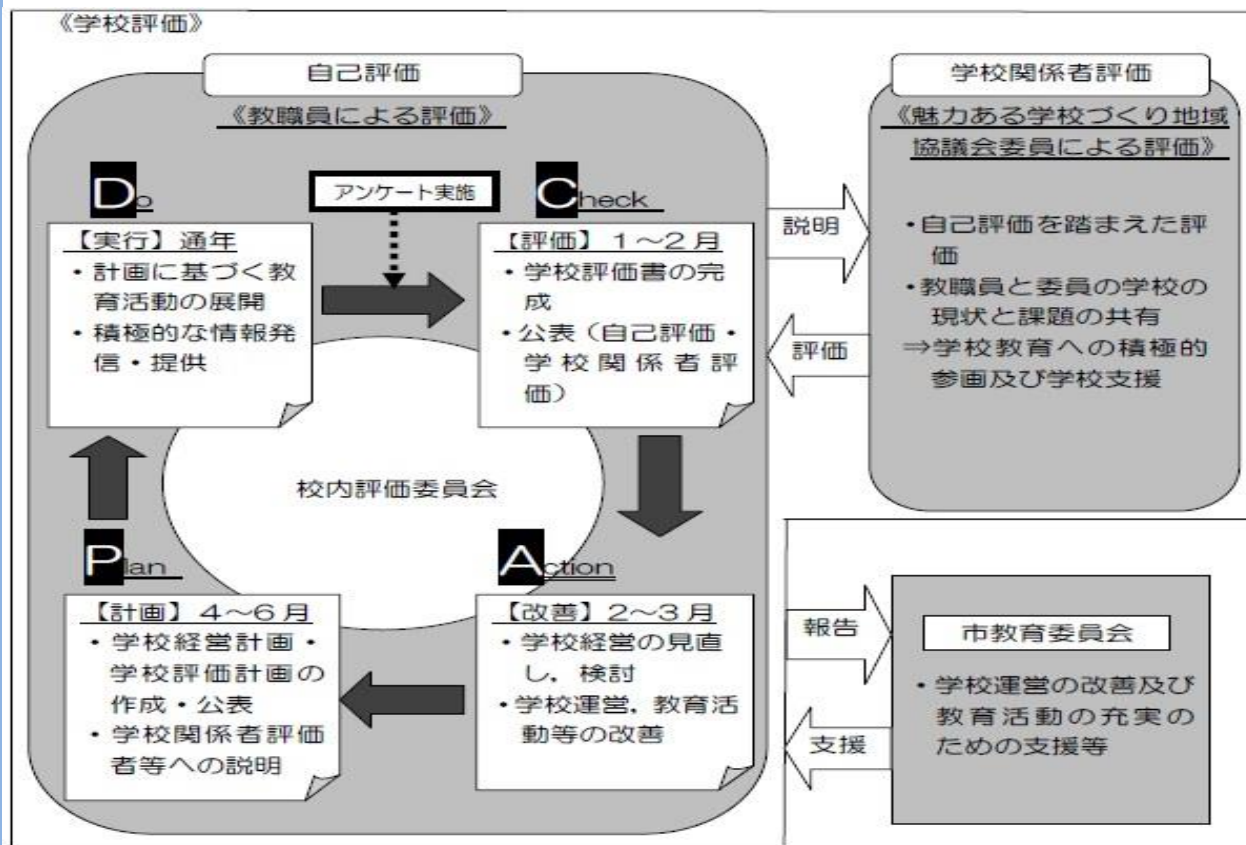 《学校評価》
自己評価
《教職員による評価》
Do
【実行】通年
・計画に基づく教
育活動の展開
・積極的な情報発
信・提供
アンケート実施
Check
【評価】1～2月
・学校評価書の完
成
・公表（自己評価・
学校関係者評
価）
校内評価委員会
Plan
【計画】4～6月
・学校経営計画・
学校評価計画の
作成・公表
・学校関係者評価
者等への説明
Action
【改善】2～3月
・学校経営の見直
し，検討
・学校運営，教育活
動等の改善
説明
評価
学校関係者評価
《魅力ある学校づくり地域
協議会委員による評価》
・自己評価を踏まえた評
価
・教職員と委員の学校の
現状と課題の共有
⇒学校教育への積極的
参画及び学校支援
報告
支援
市教育委員会
・学校運営の改善及び
教育活動の充実の
ための支援等